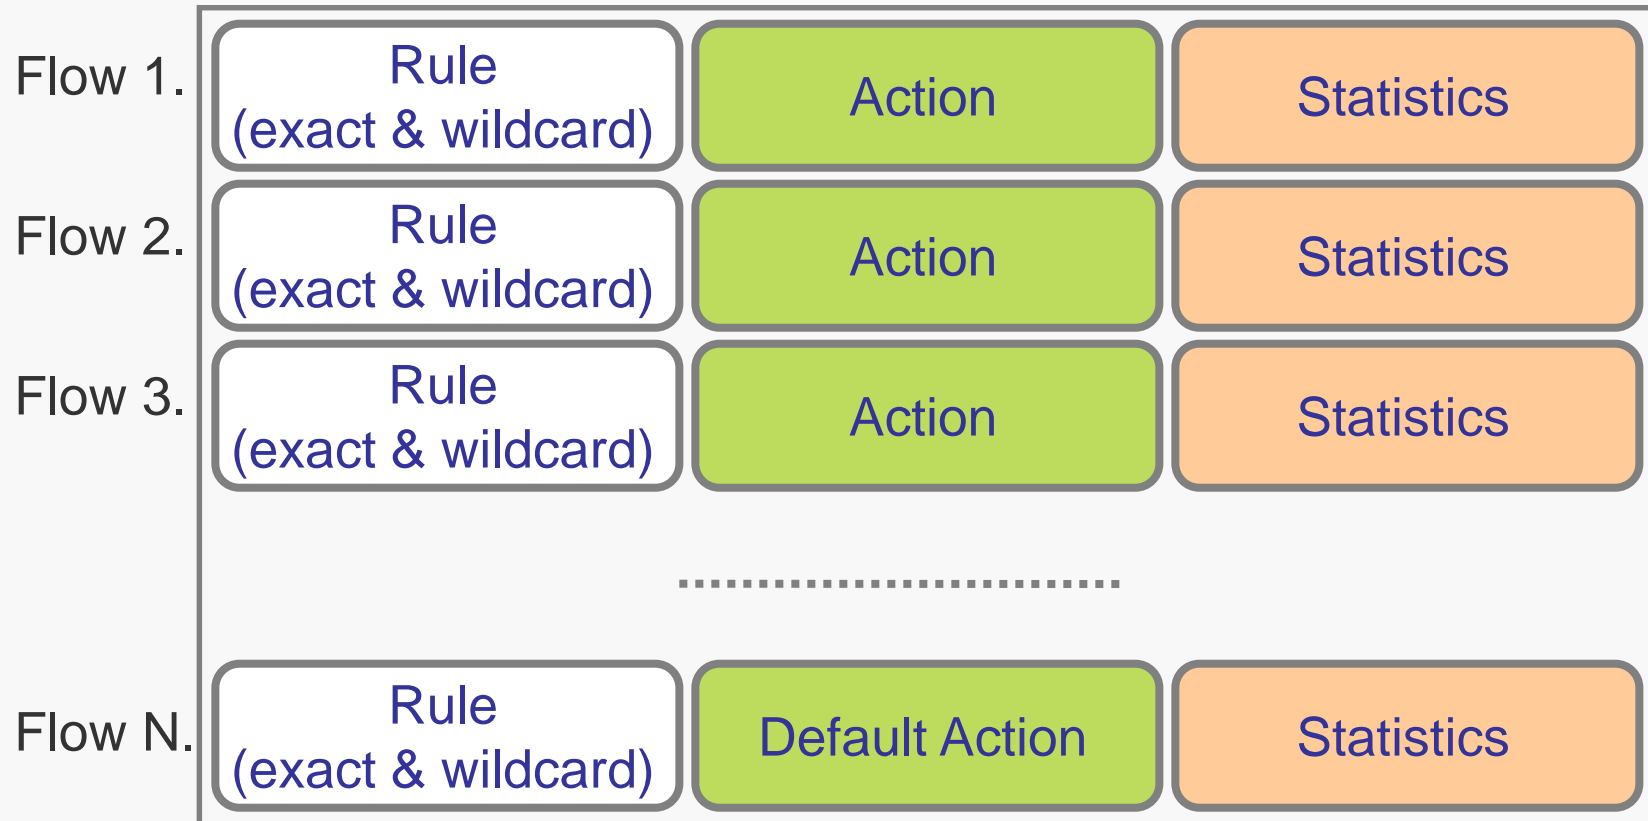 Flow 1.
Rule
(exact & wildcard)
Action
Statistics
Flow 2.
Rule
(exact & wildcard)
Action
Statistics
Flow 3.
Rule
(exact & wildcard)
Action
Statistics
Flow N.
Rule
(exact & wildcard)
Default Action
Statistics